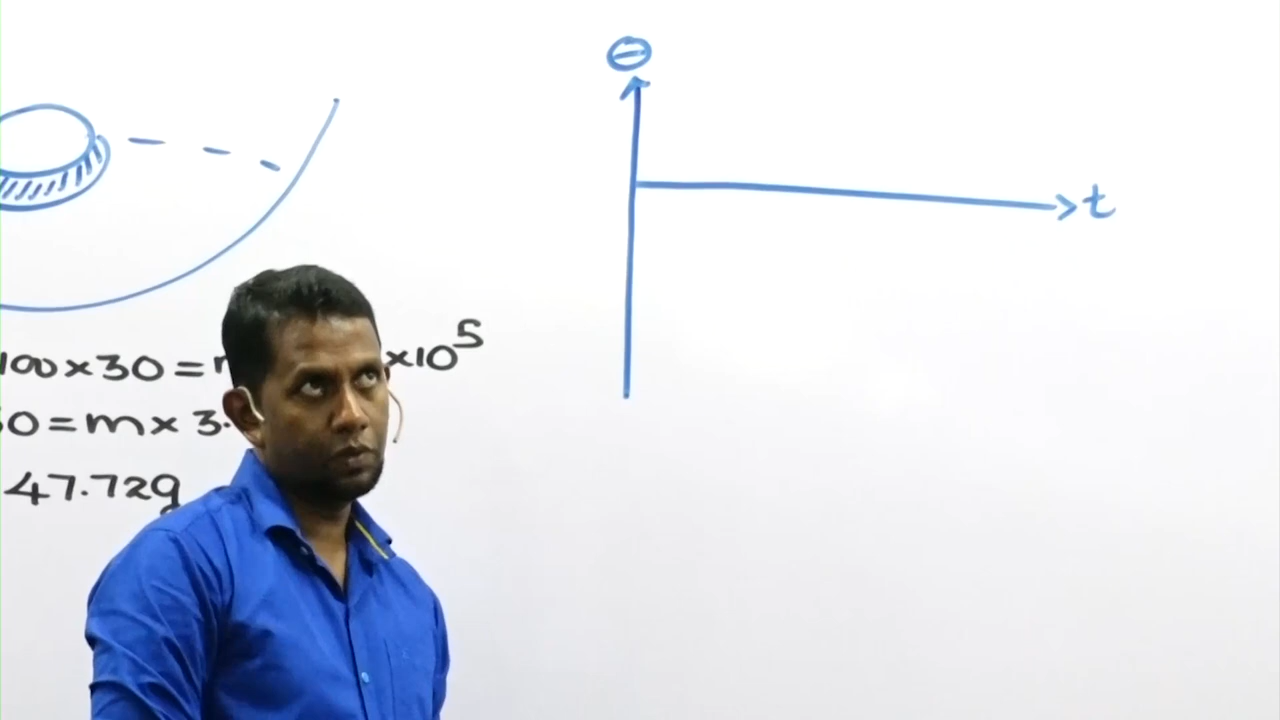 θ
t
100×30=
×10⁵
0=m×3.
47.72g